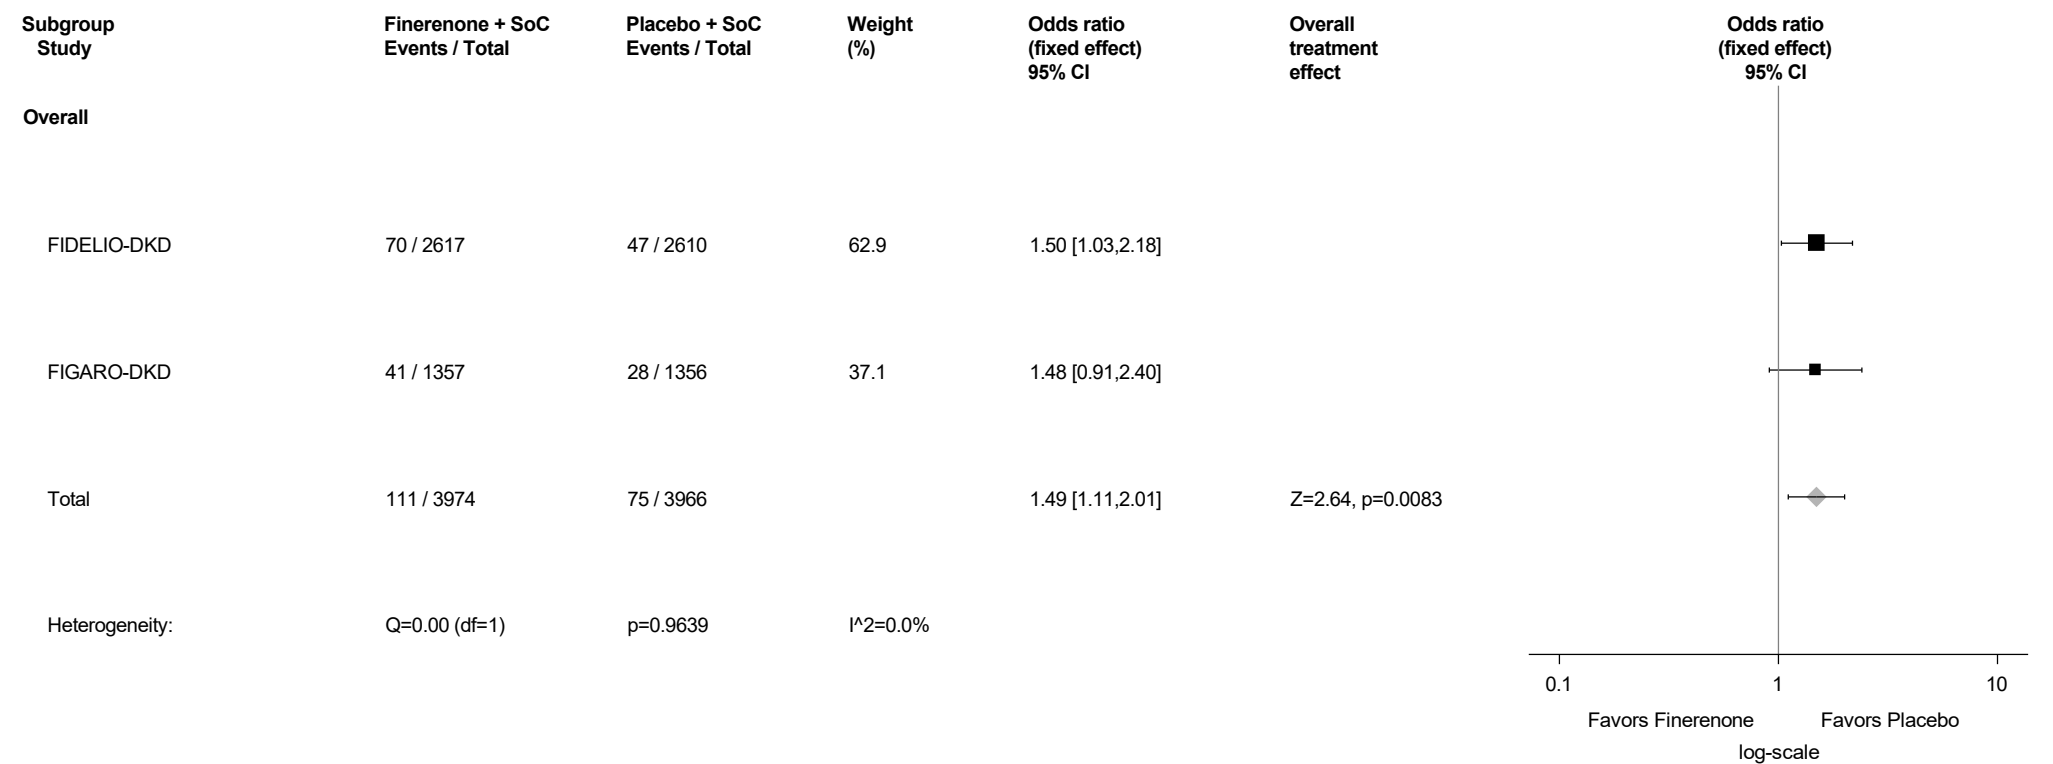 Subgroup Finerenone + SoC Placebo + SoC Weight Odds ratio Overall Odds ratio
Study Events / Total Events / Total (%) (fixed effect) treatment (fixed effect)
95% CI effect 95% CI
Overall
FIDELIO-DKD 70 / 2617 47 / 2610 62.9 1.50 [1.03,2.18]
FIGARO-DKD 41 / 1357 28 / 1356 37.1 1.48 [0.91,2.40]
Total 111 / 3974 75 / 3966 1.49 [1.11,2.01] Z=2.64, p=0.0083
Heterogeneity: Q=0.00 (df=1) p=0.9639 I^2=0.0%
0.1 1 10
Favors Finerenone Favors Placebo
log-scale